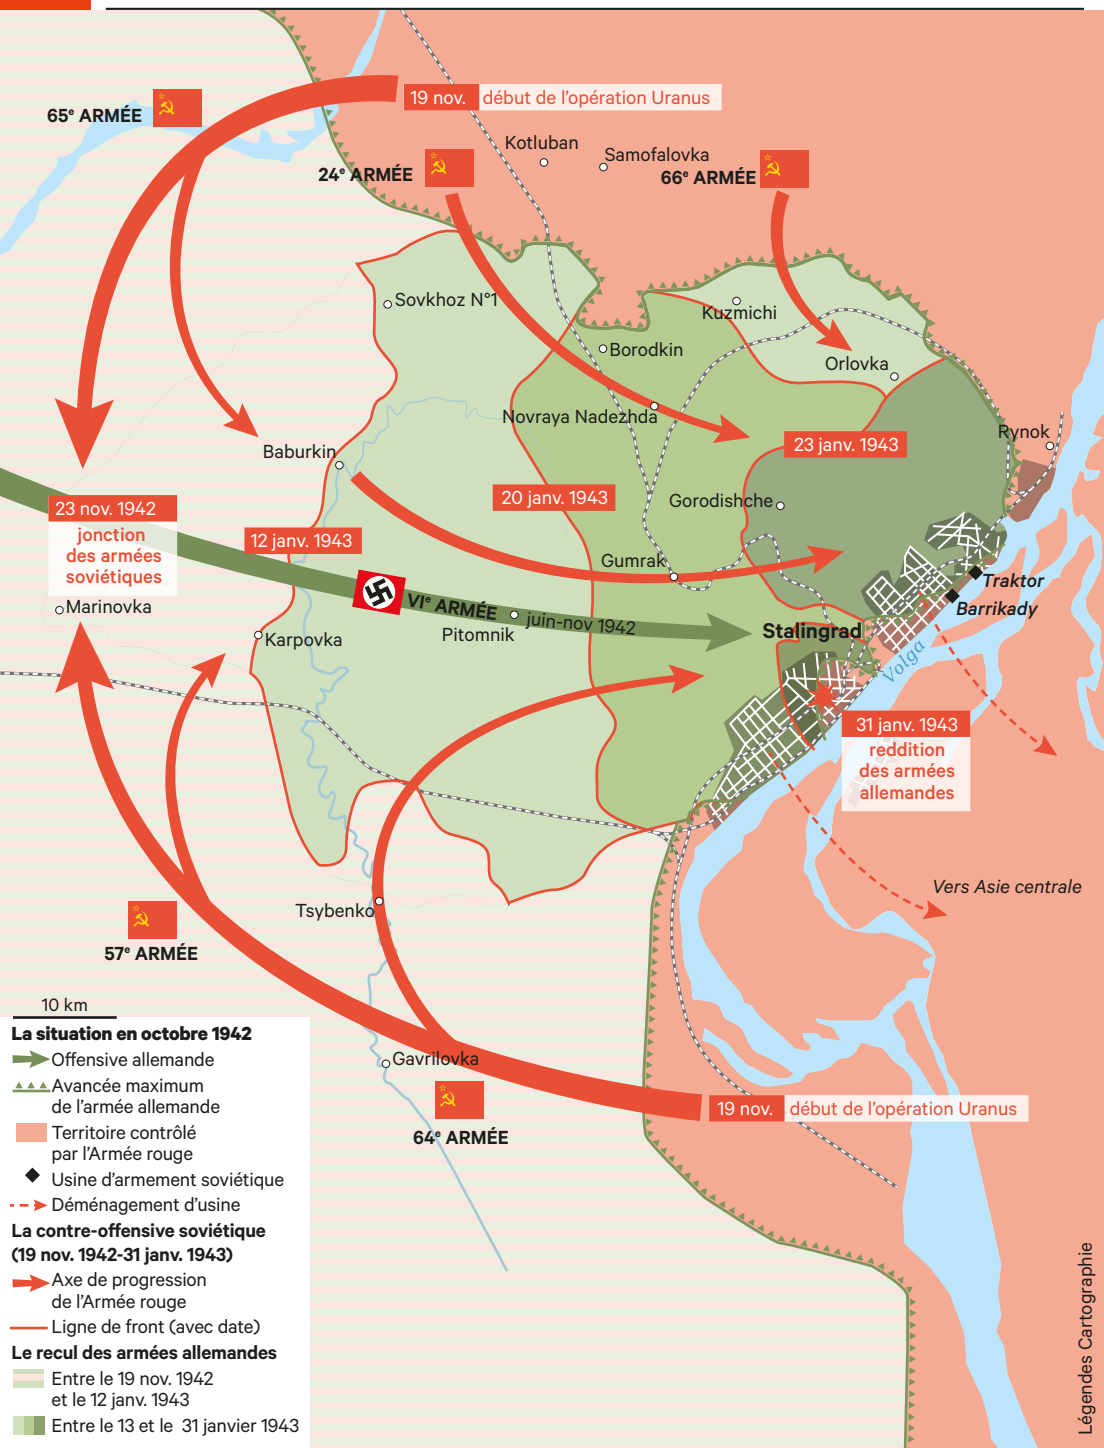 19 nov. début de l'opération Uranus
65e ARMÉE
Kotluban
Samofalovka
24e ARMÉE
66e ARMÉE
Sovkhoz N°1
Kuzmichi
Borodkin
Orlovka
Novraya Nadezhda
23 janv. 1943
Rynok
Baburkin
20 janv. 1943
Gorodishche
23 nov. 1942
jonction
des armées
soviétiques
12 janv. 1943
Gumrak
Traktor
Barrikady
Marinovka
VIe ARMÉE
juin-nov 1942
Pitomnik
Stalingrad
Karpovka
Volga
31 janv. 1943
reddition
des armées
allemandes
Vers Asie centrale
Tsybenko
57e ARMÉE
10 km
Gavrilovka
64e ARMÉE
19 nov. début de l'opération Uranus
La situation en octobre 1942
Offensive allemande
Avancée maximum
de l'armée allemande
Territoire contrôlé
par l'Armée rouge
Usine d'armement soviétique
Déménagement d'usine
La contre-offensive soviétique
(19 nov. 1942-31 janv. 1943)
Axe de progression
de l'Armée rouge
Ligne de front (avec date)
Le recul des armées allemandes
Entre le 19 nov. 1942
et le 12 janv. 1943
Entre le 13 et le 31 janvier 1943
Légendes Cartographie